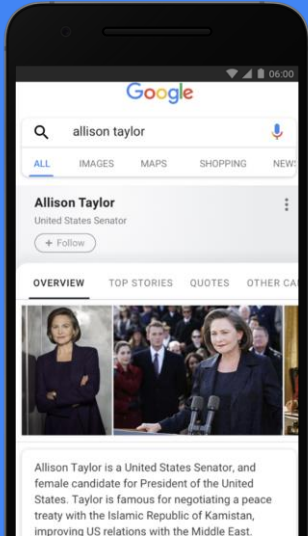 06:00
Google
allison taylor
ALL IMAGES MAPS SHOPPING NEWS
Allison Taylor
United States Senator
+ Follow
OVERVIEW TOP STORIES QUOTES OTHER CA
Allison Taylor is a United States Senator, and
female candidate for President of the United
States. Taylor is famous for negotiating a peace
treaty with the Islamic Republic of Kamistan,
improving US relations with the Middle East.